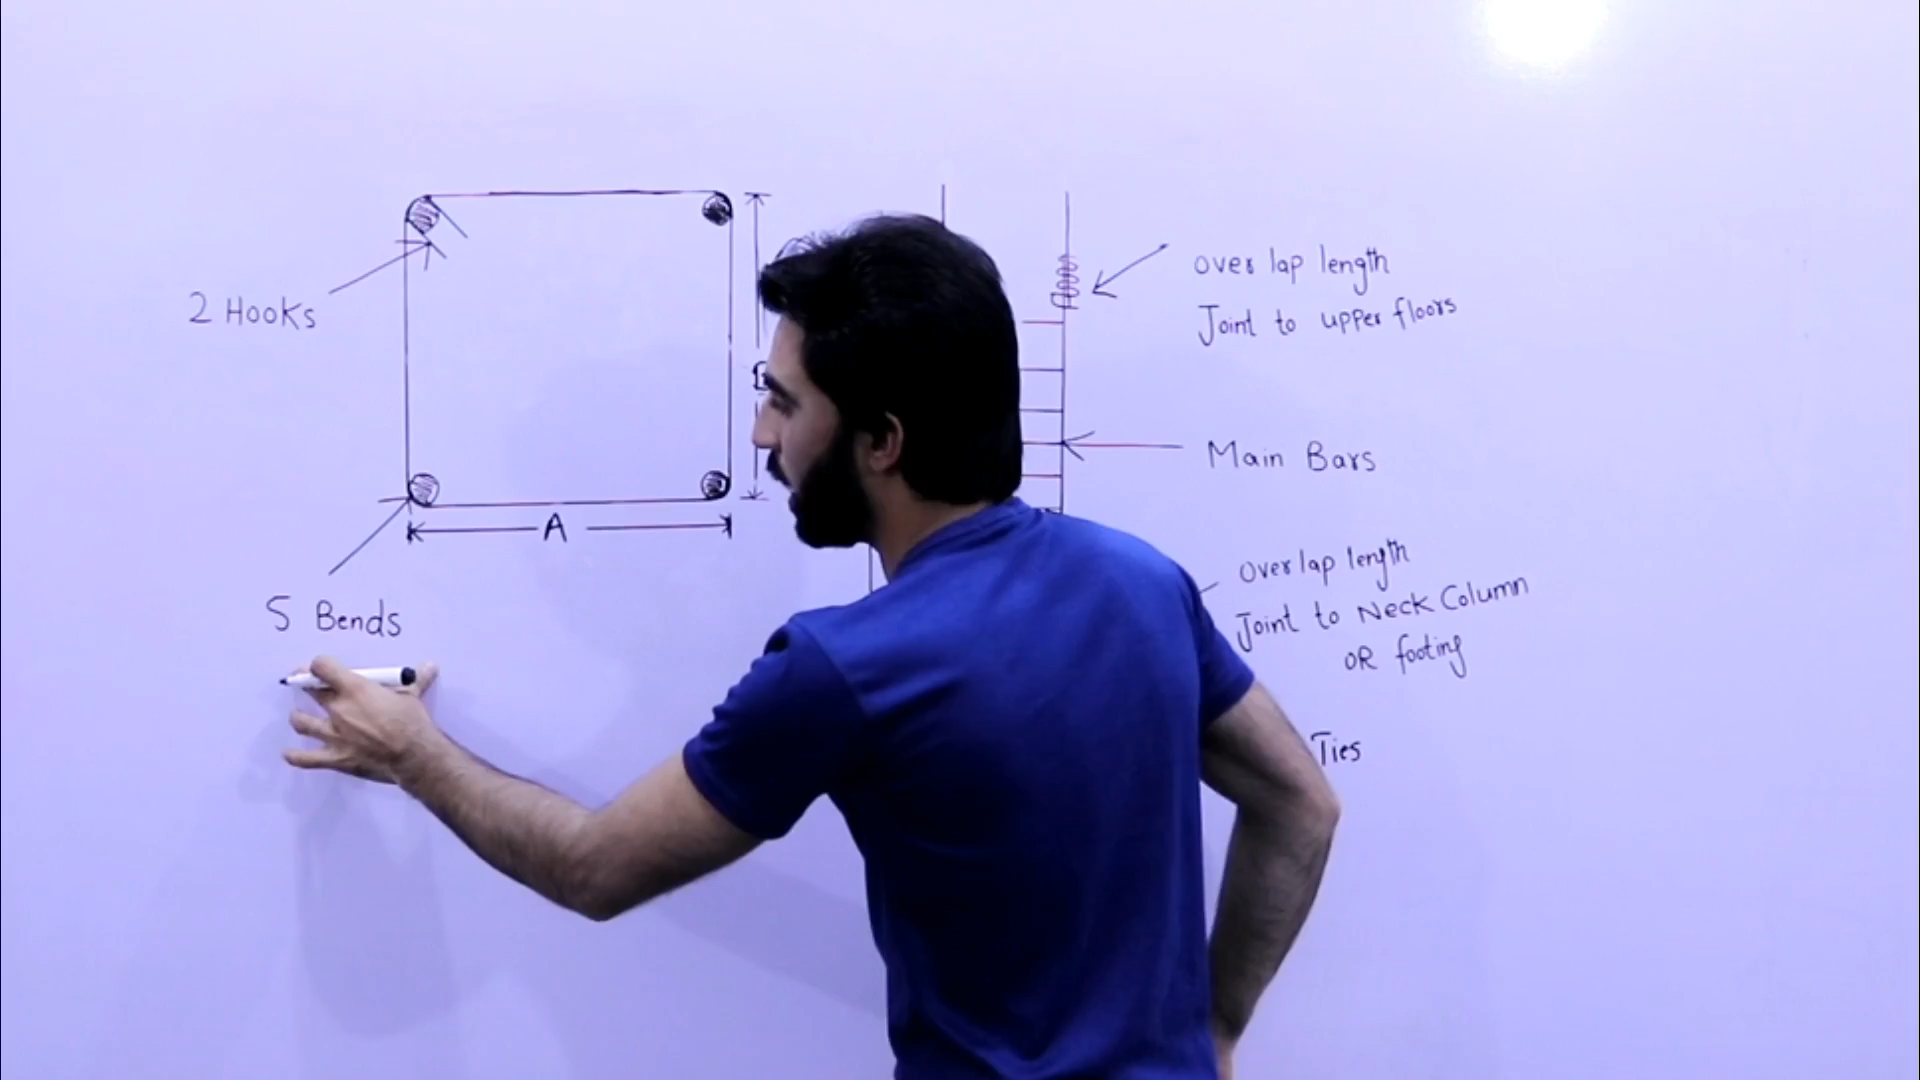 2 Hooks
A
5 Bends
Over lap length
Joint to upper floors
Main Bars
Over lap length
Joint to Neck Column
OR footing
Ties